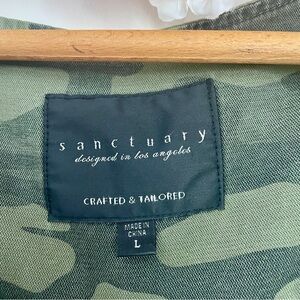 sanctuary
designed in los angeles
CRAFTED & TAILORED
MADE IN
CHINA
L